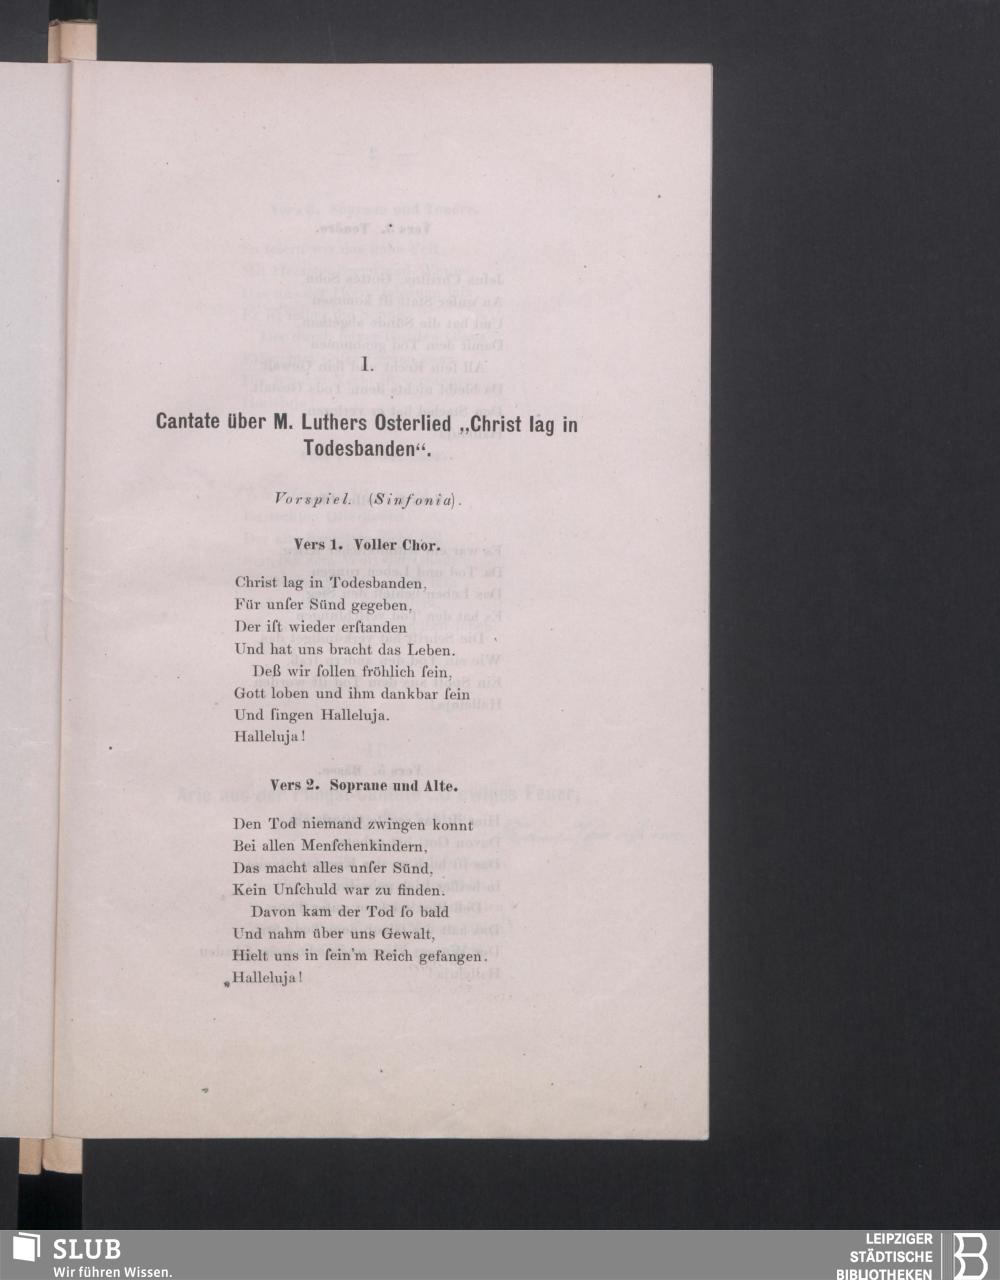 I.
Cantate über M. Luthers Osterlied „Christ lag in
Todesbanden“.
Vorspiel. (Sinfonia).
Vers 1. Voller Chor.
Christ lag in Todesbanden,
Für unſer Sünd gegeben,
Der iſt wieder erſtanden
Und hat uns bracht das Leben.
Deß wir ſollen fröhlich ſein,
Gott loben und ihm dankbar ſein
Und ſingen Halleluja.
Halleluja!
Vers 2. Soprane und Alte.
Den Tod niemand zwingen konnt
Bei allen Menſchenkindern,
Das macht alles unſer Sünd,
Kein Unſchuld war zu finden.
Davon kam der Tod ſo bald
Und nahm über uns Gewalt,
Hielt uns in ſein'm Reich gefangen.
Halleluja!
SLUB
Wir führen Wissen.
LEIPZIGER
STÄDTISCHE
BIBLIOTHEKEN